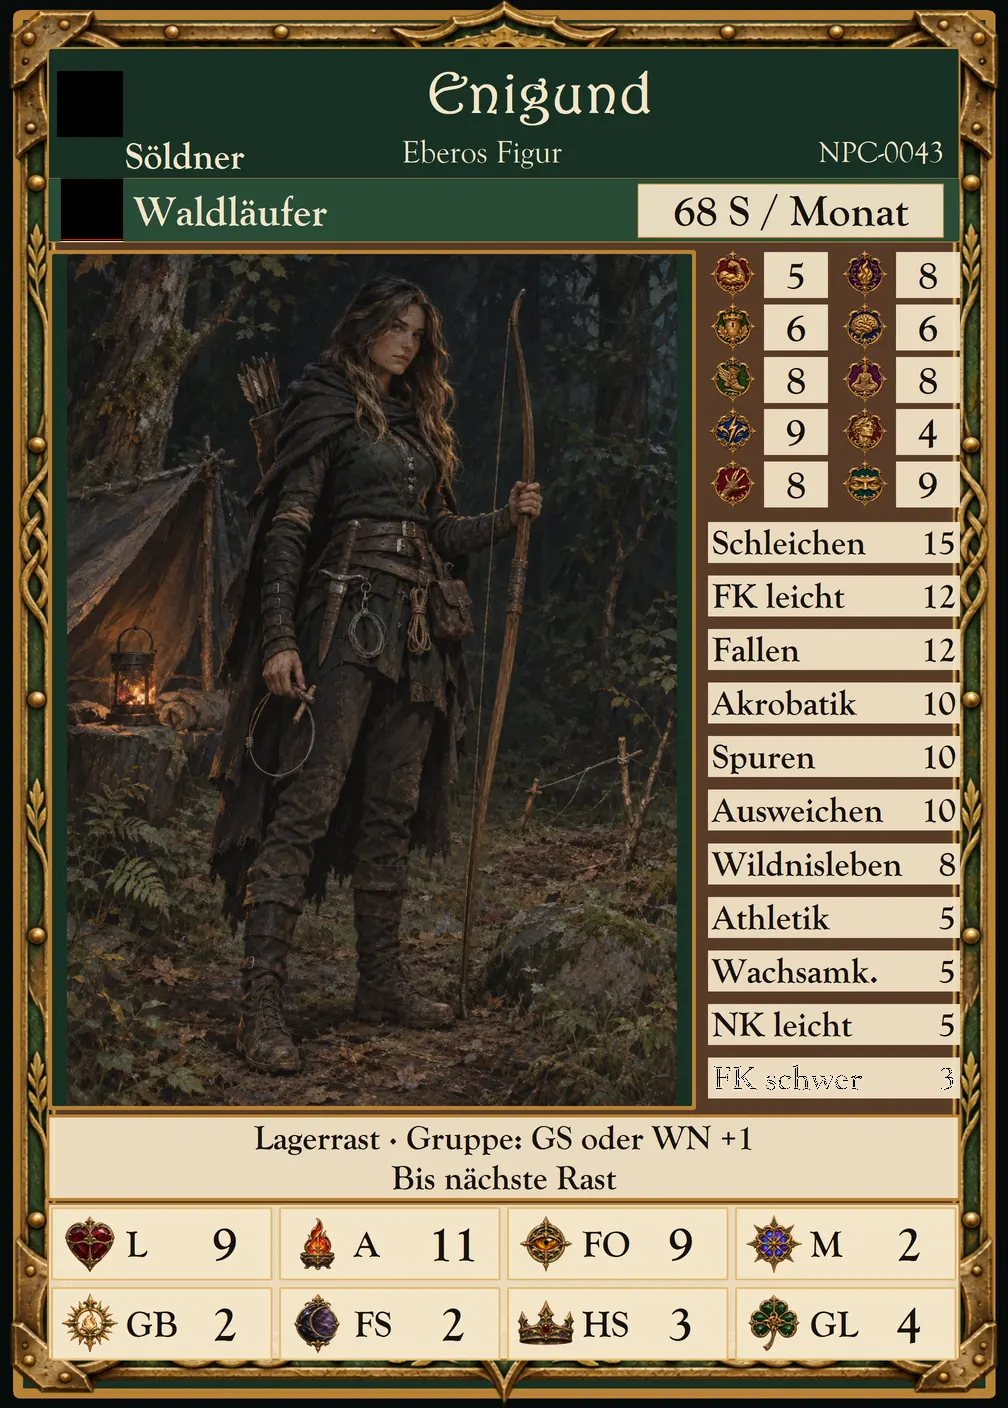 Enigund
Söldner
Eberos Figur
NPC-0043
Waldläufer
68 S / Monat
5 8
6 6
8 8
9 4
8 9
Schleichen 15
FK leicht 12
Fallen 12
Akrobatik 10
Spuren 10
Ausweichen 10
Wildnisleben 8
Athletik 5
Wachsamk. 5
NK leicht 5
FK schwer 3
Lagerrast · Gruppe: GS oder WN +1
Bis nächste Rast
L 9
A 11
FO 9
M 2
GB 2
FS 2
HS 3
GL 4